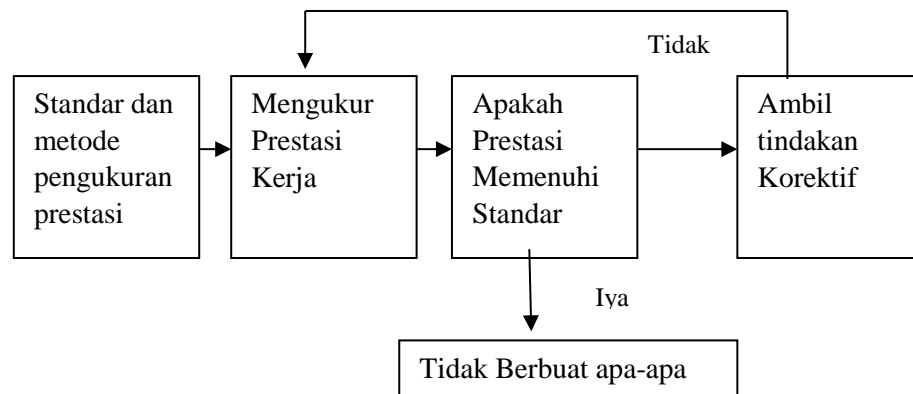 Tidak
Standar dan
metode
pengukuran
prestasi
Mengukur
Prestasi
Kerja
Apakah
Prestasi
Memenuhi
Standar
Ambil
tindakan
Korektif
Iya
Tidak Berbuat apa-apa